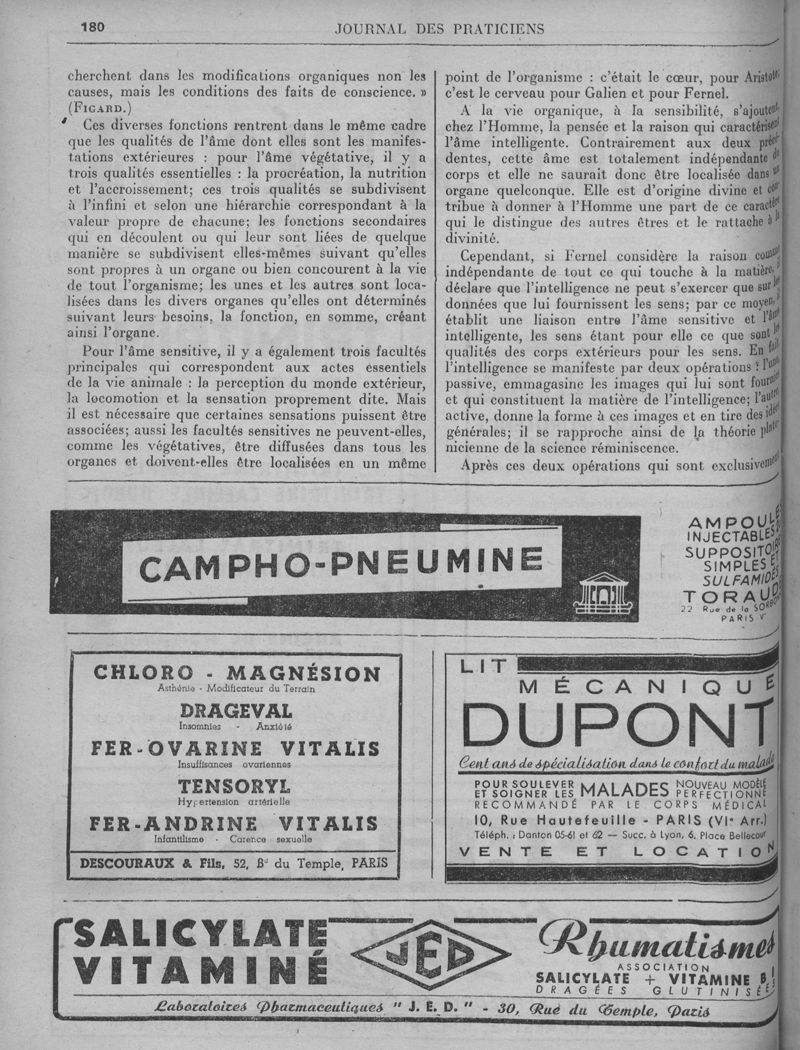 180
JOURNAL DES PRATICIENS
cherchent dans les modifications organiques non les
causes, mais les conditions des faits de conscience. »
(FIGARD.)
Ces diverses fonctions rentrent dans le même cadre
que les qualités de l'âme dont elles sont les manifes-
tations extérieures : pour l'âme végétative, il y a
trois qualités essentielles : la procréation, la nutrition
et l'accroissement; ces trois qualités se subdivisent
à l'infini et selon une hiérarchie correspondant à la
valeur propre de chacune; les fonctions secondaires
qui en découlent ou qui leur sont liées de quelque
manière se subdivisent elles-mêmes suivant qu'elles
sont propres à un organe ou bien concourent à la vie
de tout l'organisme; les unes et les autres sont loca-
lisées dans les divers organes qu'elles ont déterminés
suivant leurs besoins, la fonction, en somme, créant
ainsi l'organe.
Pour l'âme sensitive, il y a également trois facultés
principales qui correspondent aux actes essentiels
de la vie animale : la perception du monde extérieur,
la locomotion et la sensation proprement dite. Mais
il est nécessaire que certaines sensations puissent être
associées; aussi les facultés sensitives ne peuvent-elles,
comme les végétatives, être diffusées dans tous les
organes et doivent-elles être localisées en un même
point de l'organisme : c'était le cœur, pour Aristote;
c'est le cerveau pour Galien et pour Fernel.
A la vie organique, à la sensibilité, s'ajoutent,
chez l'Homme, la pensée et la raison qui caractérisent
l'âme intelligente. Contrairement aux deux précé-
dentes, cette âme est totalement indépendante du
corps et elle ne saurait donc être localisée dans un
organe quelconque. Elle est d'origine divine et con-
tribue à donner à l'Homme une part de ce caractère
qui le distingue des autres êtres et le rattache à la
divinité.
Cependant, si Fernel considère la raison comme
indépendante de tout ce qui touche à la matière,
déclare que l'intelligence ne peut s'exercer que sur les
données que lui fournissent les sens; par ce moyen,
établit une liaison entre l'âme sensitive et l'âme
intelligente, les sens étant pour elle ce que sont les
qualités des corps extérieurs pour les sens. En fait,
l'intelligence se manifeste par deux opérations : l'une
passive, emmagasine les images qui lui sont
et qui constituent la matière de l'intelligence; l'autre
active, donne la forme à ces images et en tire des idées
générales; il se rapproche ainsi de la théorie plato-
nicienne de la science réminiscence.
Après ces deux opérations qui sont exclusivement
CAMPHO-PNEUMINE
AMPOULES
INJECTABLES
SUPPOSITOIRES
SIMPLES ET
SULFAMIDÉS
TORAUDE
22 Rue de la SORBONNE
PARIS Vᵉ
CHLORO - MAGNÉSION
Asthénie - Modificateur du Terrain
DRAGEVAL
Insomnies - Anxiété
FER-OVARINE VITALIS
Insuffisances ovariennes
TENSORYL
Hypertension artérielle
FER-ANDRINE VITALIS
Infantilisme - Carence sexuelle
DESCOURAUX & Fils, 52, Bᵈ du Temple, PARIS
LIT
MÉCANIQUE
DUPONT
Cent ans de spécialisation dans le confort du malade
POUR SOULEVER
ET SOIGNER LES
MALADES
NOUVEAU MODÈLE
PERFECTIONNÉ
RECOMMANDÉ PAR LE CORPS MÉDICAL
10, Rue Hautefeuille - PARIS (VIᵉ Arr.)
Téléph. : Danton 05-61 et 62 — Succ. à Lyon, 6, Place Bellecour
VENTE ET LOCATION
SALICYLATE
VITAMINÉ
JED
Rhumatismes
ASSOCIATION
SALICYLATE + VITAMINE B1
DRAGÉES GLUTINISÉES
Laboratoires Pharmaceutiques " J. E. D. " - 30, Rue du Temple, Paris